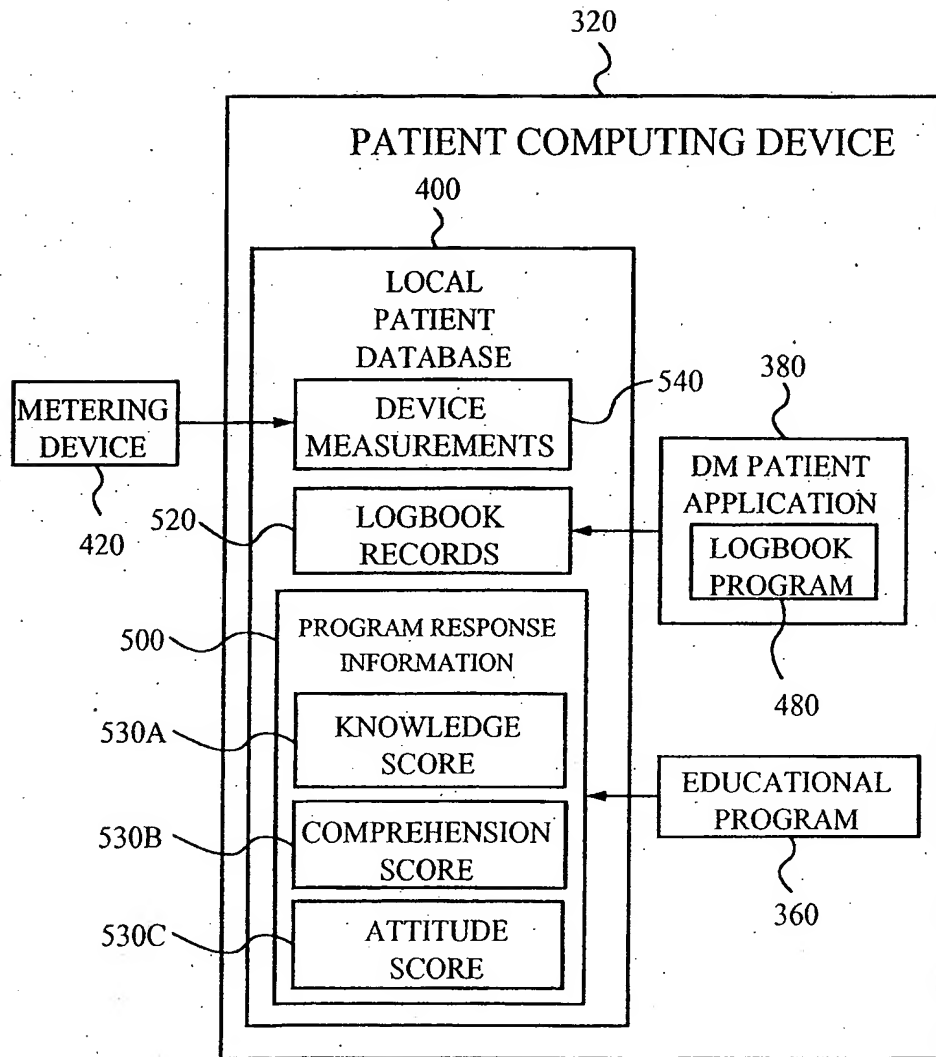 320
PATIENT COMPUTING DEVICE
400
LOCAL
PATIENT
DATABASE
METERING
DEVICE
420
DEVICE
MEASUREMENTS
540
380
DM PATIENT
APPLICATION
LOGBOOK
PROGRAM
480
520
LOGBOOK
RECORDS
500
PROGRAM RESPONSE
INFORMATION
530A
KNOWLEDGE
SCORE
530B
COMPREHENSION
SCORE
EDUCATIONAL
PROGRAM
360
530C
ATTITUDE
SCORE